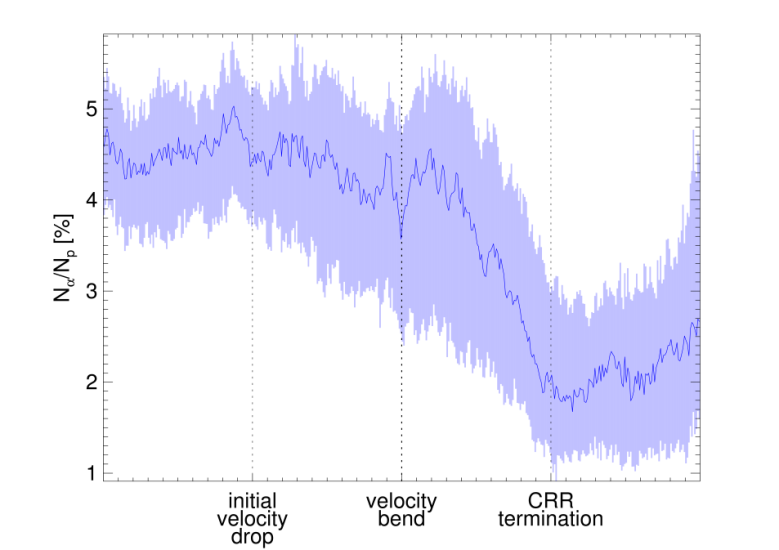 5
4
3
2
1
Nα/Np [%]
initial
velocity
drop
velocity
bend
CRR
termination